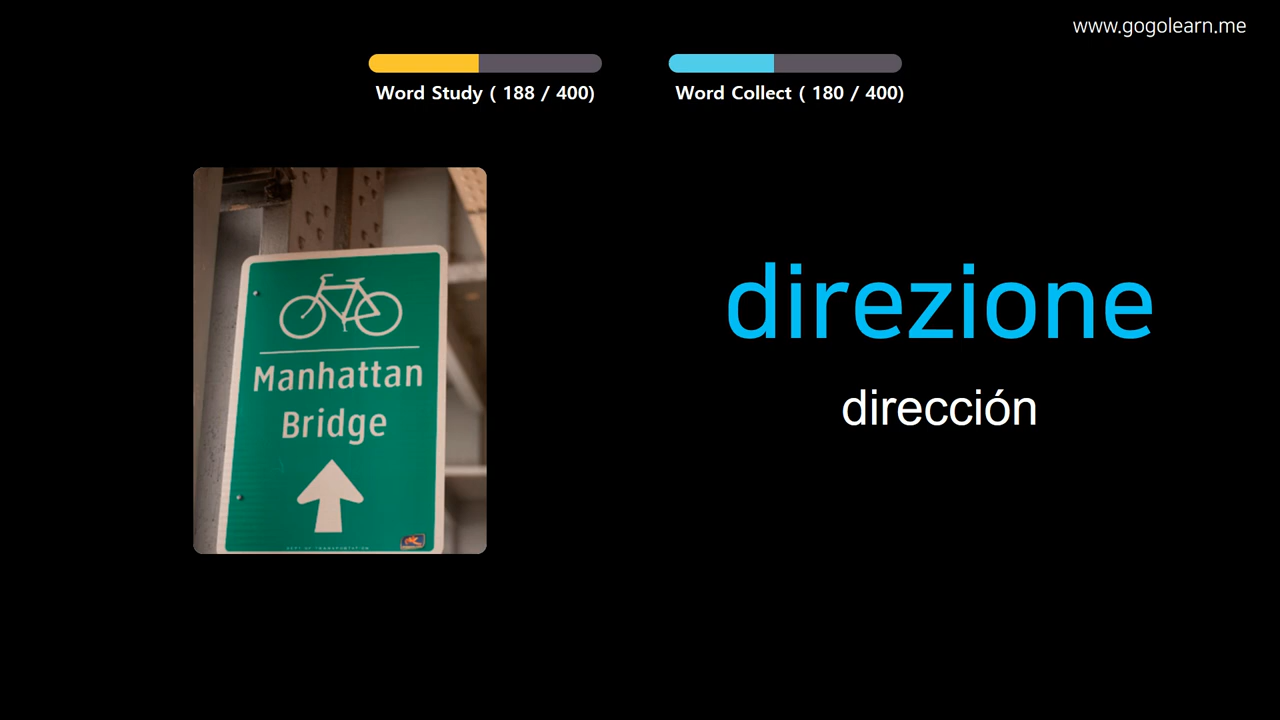 www.gogolearn.me
Word Study ( 188 / 400)
Word Collect ( 180 / 400)
Manhattan
Bridge
direzione
dirección